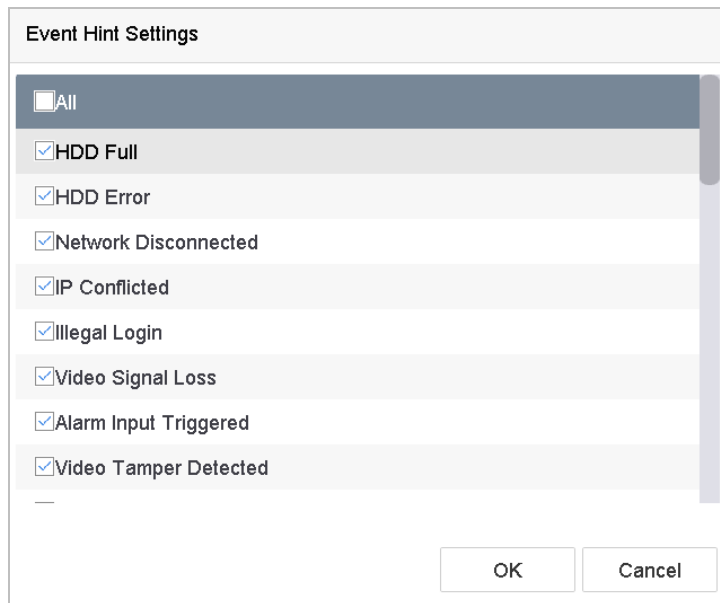 Event Hint Settings
All
HDD Full
HDD Error
Network Disconnected
IP Conflicted
Illegal Login
Video Signal Loss
Alarm Input Triggered
Video Tamper Detected
OK
Cancel